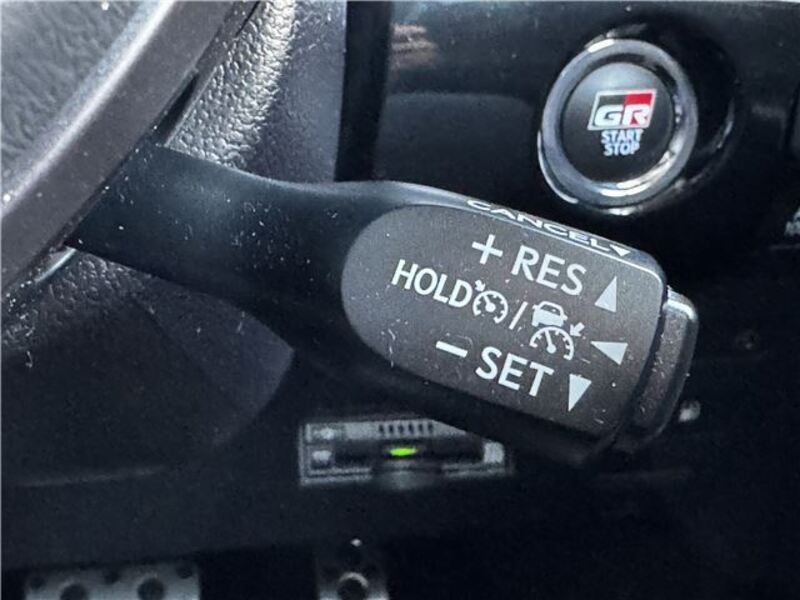 GR
START
STOP
CANCEL▼
+ RES ▲
HOLD / ◀
− SET ▼